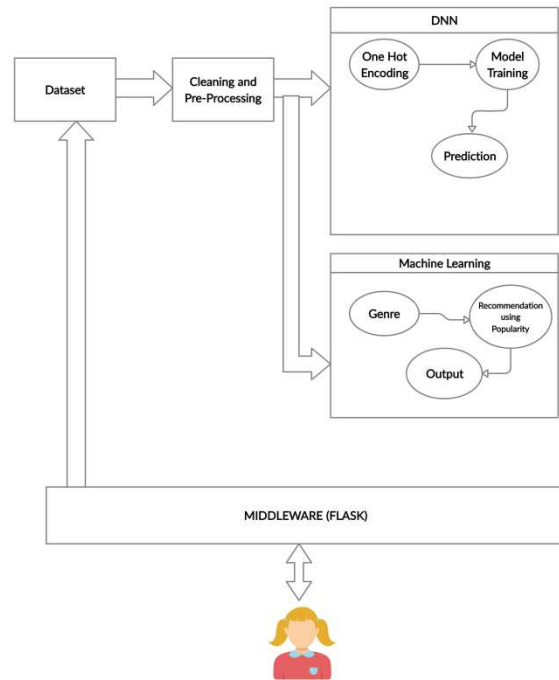 DNN
One Hot
Encoding
Model
Training
Dataset
Cleaning and
Pre-Processing
Prediction
Machine Learning
Genre
Recommendation
using
Popularity
Output
MIDDLEWARE (FLASK)